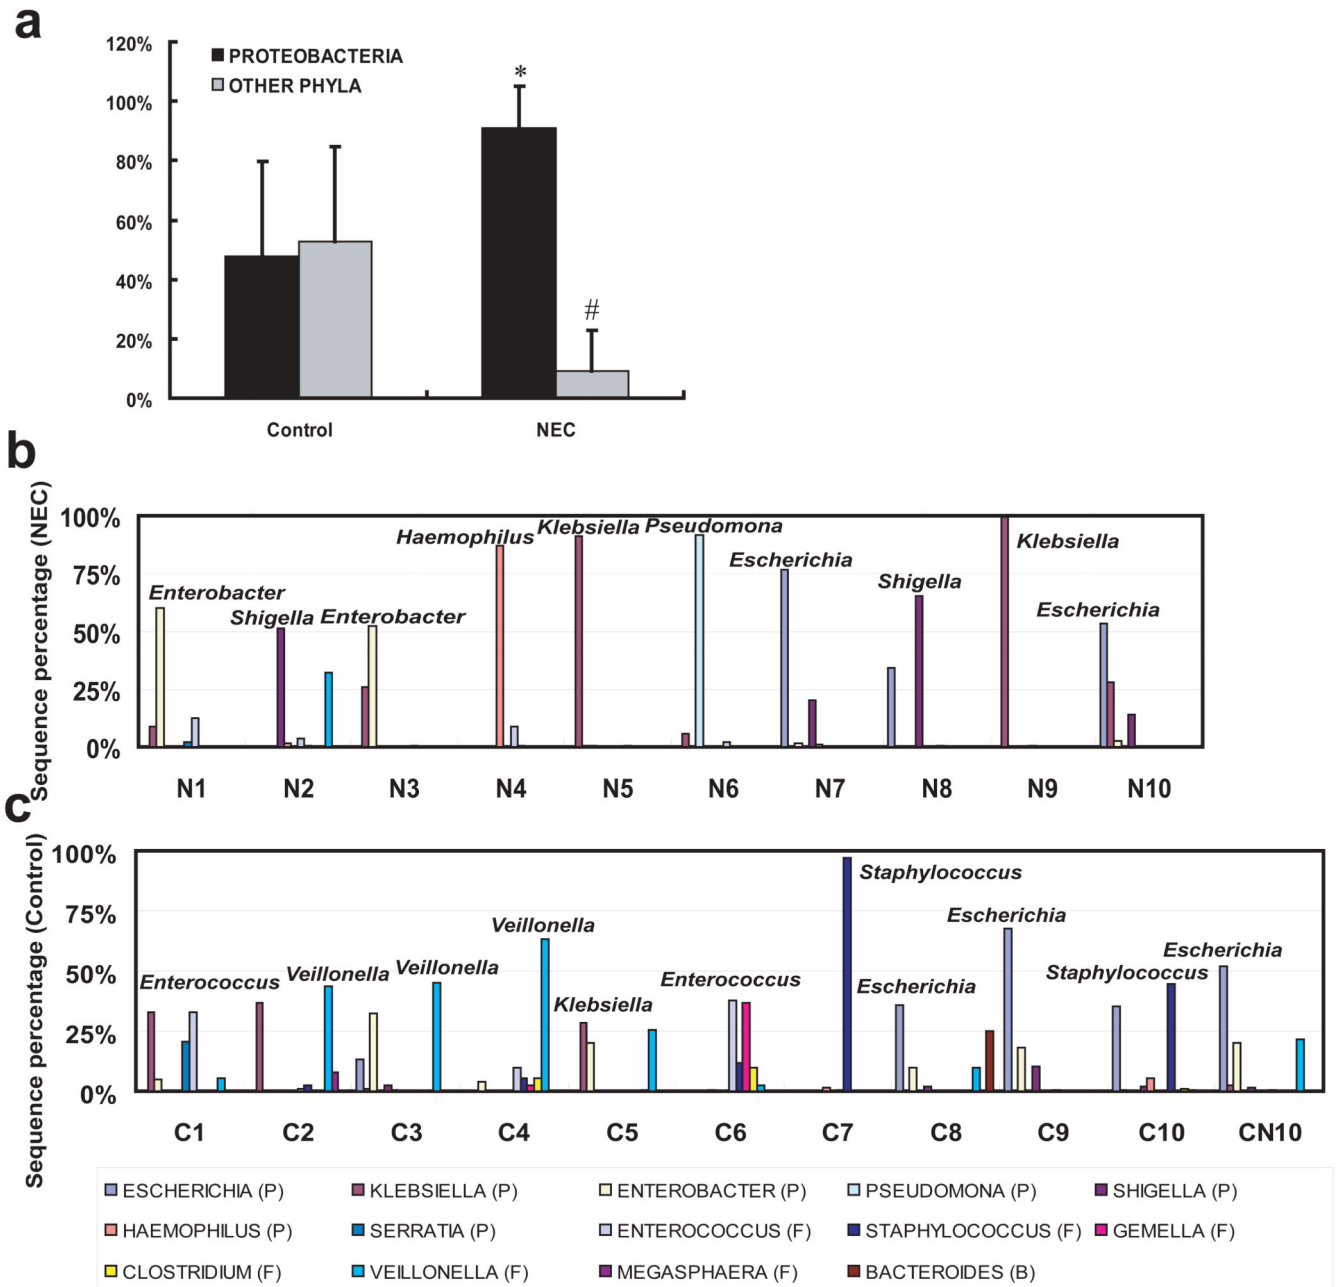 a
120%
100%
80%
60%
40%
20%
0%
PROTEOBACTERIA
OTHER PHYLA
*
#
Control NEC
b
Sequence percentage (NEC)
100%
75%
50%
25%
0%
Enterobacter
Shigella
Enterobacter
Haemophilus
Klebsiella
Pseudomona
Escherichia
Shigella
Klebsiella
Escherichia
N1 N2 N3 N4 N5 N6 N7 N8 N9 N10
c
Sequence percentage (Control)
100%
75%
50%
25%
0%
Enterococcus
Veillonella
Veillonella
Veillonella
Klebsiella
Enterococcus
Staphylococcus
Escherichia
Escherichia
Staphylococcus
Escherichia
C1 C2 C3 C4 C5 C6 C7 C8 C9 C10 CN10
ESCHERICHIA (P) KLEBSIELLA (P) ENTEROBACTER (P) PSEUDOMONA (P) SHIGELLA (P)
HAEMOPHILUS (P) SERRATIA (P) ENTEROCOCCUS (F) STAPHYLOCOCCUS (F) GEMELLA (F)
CLOSTRIDIUM (F) VEILLONELLA (F) MEGASPHAERA (F) BACTEROIDES (B)